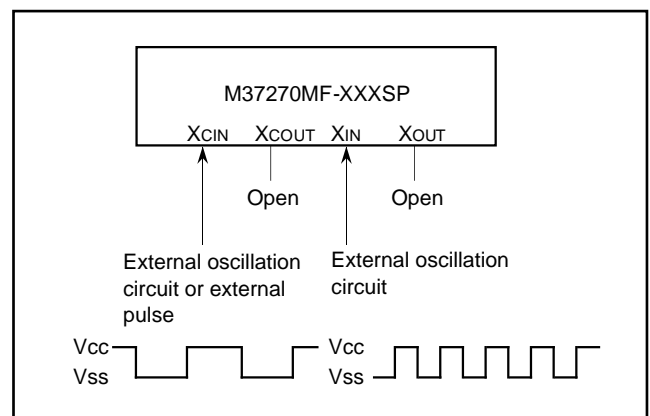 M37270MF-XXXSP
XCIN XCOUT XIN XOUT
Open Open
External oscillation
circuit or external
pulse
External oscillation
circuit
Vcc
Vss
Vcc
Vss